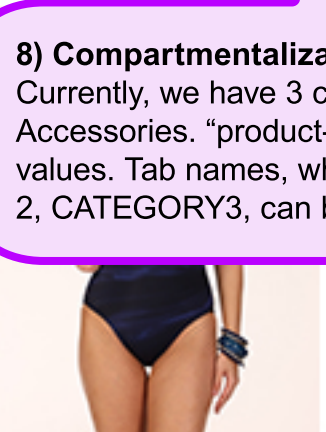 8) Compartmentaliza
Currently, we have 3 c
Accessories. “product-
values. Tab names, wh
2, CATEGORY3, can b